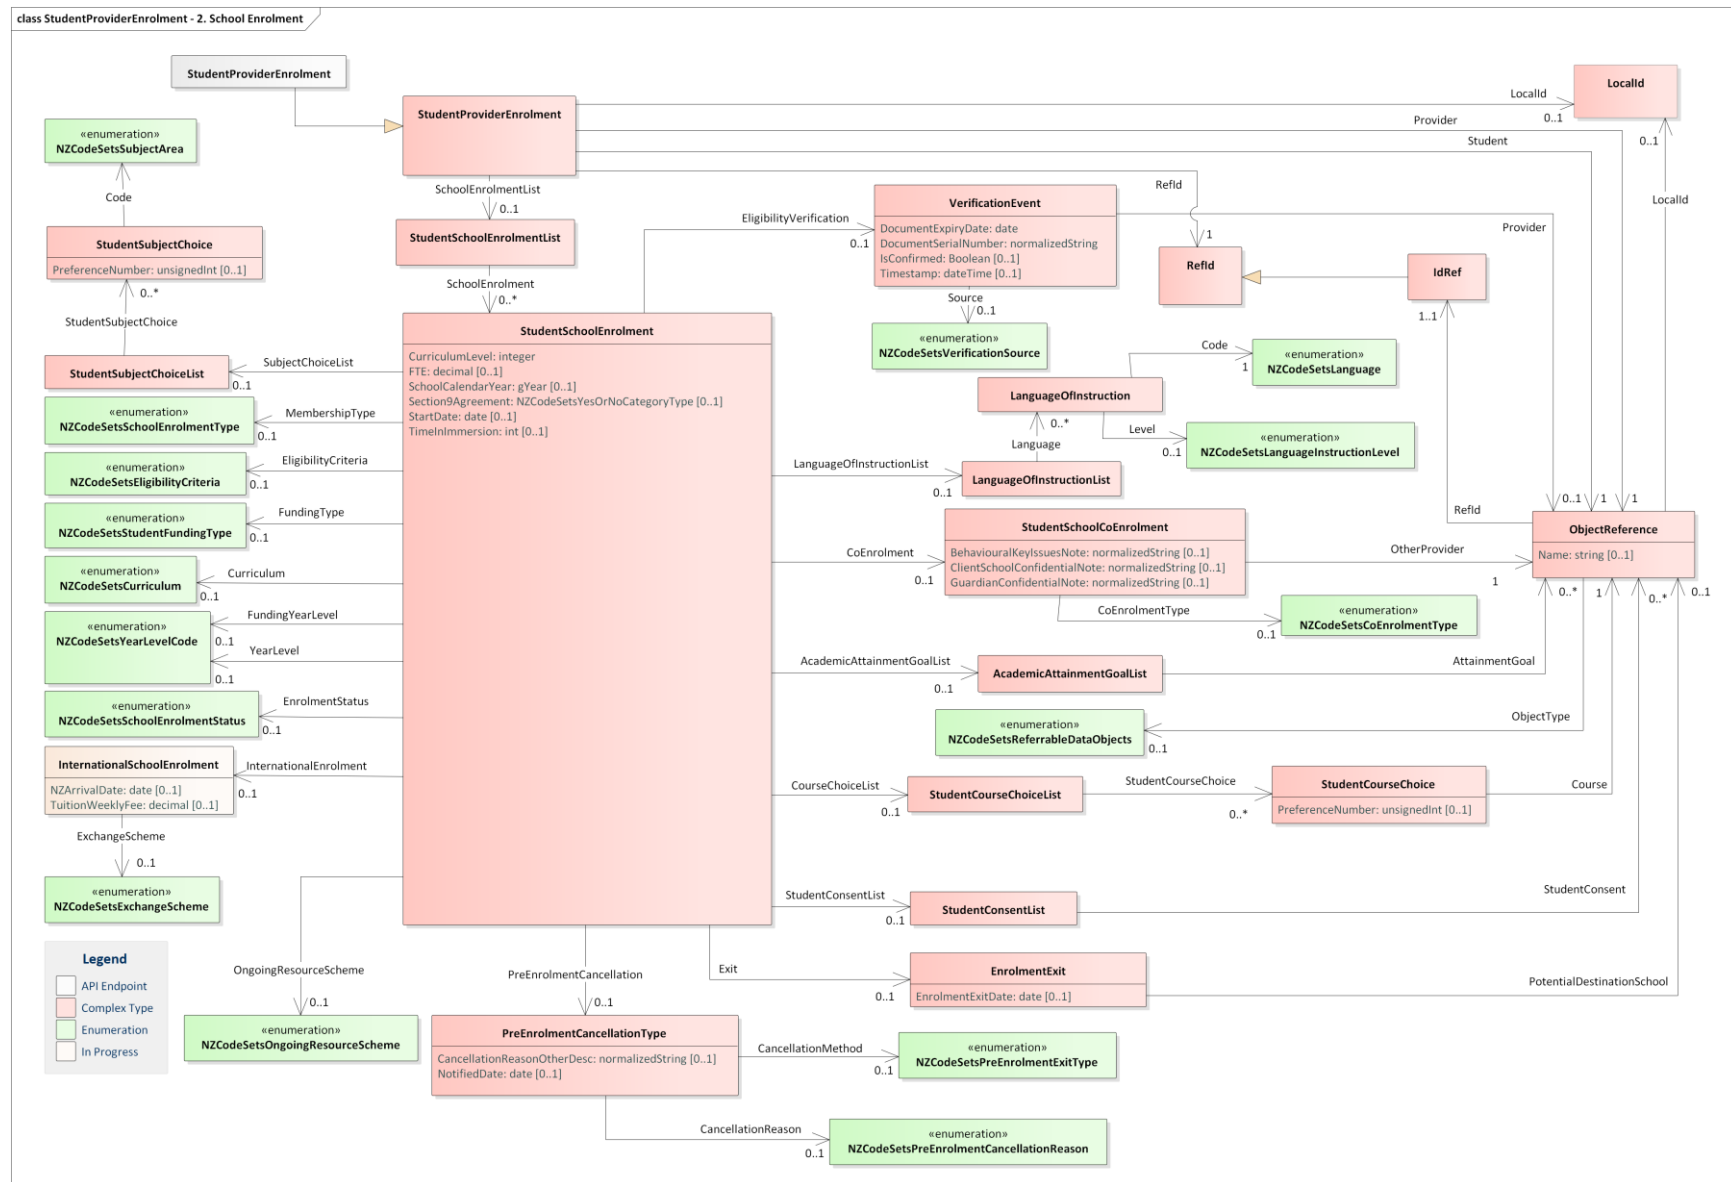 class StudentProviderEnrolment - 2. School Enrolment
StudentProviderEnrolment
StudentProviderEnrolment
LocalId
0..1
LocalId
Provider
Student
RefId
1
0..1
LocalId
«enumeration»
NZCodeSetsSubjectArea
Code
StudentSubjectChoice
PreferenceNumber: unsignedInt [0..1]
0..*
StudentSubjectChoice
StudentSubjectChoiceList
SubjectChoiceList
0..1
SchoolEnrolmentList
0..1
StudentSchoolEnrolmentList
SchoolEnrolment
0..*
StudentSchoolEnrolment
CurriculumLevel: integer
FTE: decimal [0..1]
SchoolCalendarYear: gYear [0..1]
Section9Agreement: NZCodeSetsYesOrNoCategoryType [0..1]
StartDate: date [0..1]
TimeInImmersion: int [0..1]
EligibilityVerification
0..1
VerificationEvent
DocumentExpiryDate: date
DocumentSerialNumber: normalizedString
IsConfirmed: Boolean [0..1]
Timestamp: dateTime [0..1]
Provider
Source
0..1
«enumeration»
NZCodeSetsVerificationSource
RefId
IdRef
1..1
RefId
«enumeration»
NZCodeSetsSchoolEnrolmentType
MembershipType
0..1
«enumeration»
NZCodeSetsEligibilityCriteria
EligibilityCriteria
0..1
«enumeration»
NZCodeSetsStudentFundingType
FundingType
0..1
«enumeration»
NZCodeSetsCurriculum
Curriculum
0..1
«enumeration»
NZCodeSetsYearLevelCode
FundingYearLevel
0..1
YearLevel
0..1
«enumeration»
NZCodeSetsSchoolEnrolmentStatus
EnrolmentStatus
0..1
InternationalSchoolEnrolment
NZArrivalDate: date [0..1]
TuitionWeeklyFee: decimal [0..1]
InternationalEnrolment
0..1
ExchangeScheme
0..1
«enumeration»
NZCodeSetsExchangeScheme
LanguageOfInstruction
Code
1
«enumeration»
NZCodeSetsLanguage
Level
0..1
«enumeration»
NZCodeSetsLanguageInstructionLevel
0..*
Language
LanguageOfInstructionList
0..1
LanguageOfInstructionList
CoEnrolment
0..1
StudentSchoolCoEnrolment
BehaviouralKeyIssuesNote: normalizedString [0..1]
ClientSchoolConfidentialNote: normalizedString [0..1]
GuardianConfidentialNote: normalizedString [0..1]
OtherProvider
1
CoEnrolmentType
0..1
«enumeration»
NZCodeSetsCoEnrolmentType
0..1
1
1
ObjectReference
Name: string [0..1]
0..*
1
0..*
0..1
AcademicAttainmentGoalList
0..1
AcademicAttainmentGoalList
AttainmentGoal
ObjectType
0..1
«enumeration»
NZCodeSetsReferrableDataObjects
CourseChoiceList
0..1
StudentCourseChoiceList
StudentCourseChoice
0..*
StudentCourseChoice
PreferenceNumber: unsignedInt [0..1]
Course
StudentConsentList
0..1
StudentConsentList
StudentConsent
Exit
0..1
EnrolmentExit
EnrolmentExitDate: date [0..1]
PotentialDestinationSchool
OngoingResourceScheme
0..1
«enumeration»
NZCodeSetsOngoingResourceScheme
PreEnrolmentCancellation
0..1
PreEnrolmentCancellationType
CancellationReasonOtherDesc: normalizedString [0..1]
NotifiedDate: date [0..1]
CancellationMethod
0..1
«enumeration»
NZCodeSetsPreEnrolmentExitType
CancellationReason
0..1
«enumeration»
NZCodeSetsPreEnrolmentCancellationReason
Legend
API Endpoint
Complex Type
Enumeration
In Progress